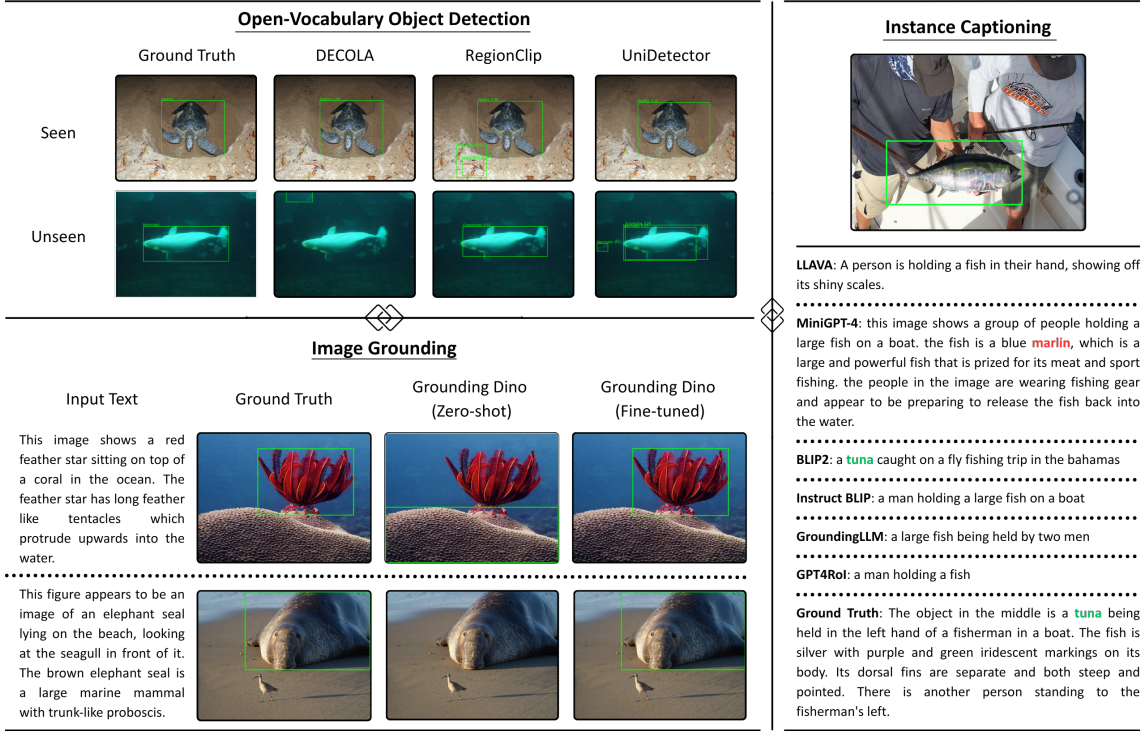 Open-Vocabulary Object Detection
Ground Truth
DECOLA
RegionClip
UniDetector
Seen
Unseen
Image Grounding
Input Text
Ground Truth
Grounding Dino
(Zero-shot)
Grounding Dino
(Fine-tuned)
This image shows a red
feather star sitting on top of
a coral in the ocean. The
feather star has long feather
like tentacles which
protrude upwards into the
water.
This figure appears to be an
image of an elephant seal
lying on the beach, looking
at the seagull in front of it.
The brown elephant seal is
a large marine mammal
with trunk-like proboscis.
Instance Captioning
LLAVA: A person is holding a fish in their hand, showing off
its shiny scales.
MiniGPT-4: this image shows a group of people holding a
large fish on a boat. the fish is a blue marlin, which is a
large and powerful fish that is prized for its meat and sport
fishing. the people in the image are wearing fishing gear
and appear to be preparing to release the fish back into
the water.
BLIP2: a tuna caught on a fly fishing trip in the bahamas
Instruct BLIP: a man holding a large fish on a boat
GroundingLLM: a large fish being held by two men
GPT4RoI: a man holding a fish
Ground Truth: The object in the middle is a tuna being
held in the left hand of a fisherman in a boat. The fish is
silver with purple and green iridescent markings on its
body. Its dorsal fins are separate and both steep and
pointed. There is another person standing to the
fisherman's left.